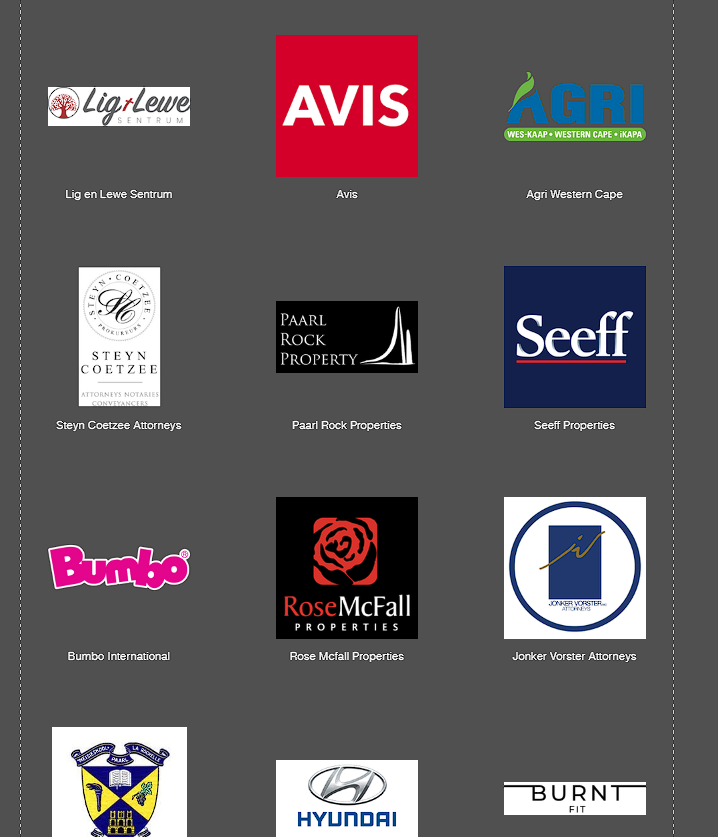 Lig+Lewe
SENTRUM
AVIS
AGRI
WES-KAAP • WESTERN CAPE • iKAPA
Lig en Lewe Sentrum
Avis
Agri Western Cape
STEYN • COETZEE
PROKUREURS
STEYN
COETZEE
ATTORNEYS NOTARIES
CONVEYANCERS
PAARL
ROCK
PROPERTY
Seeff
Steyn Coetzee Attorneys
Paarl Rock Properties
Seeff Properties
Bumbo®
RoseMcFall
PROPERTIES
JONKER VORSTER
ATTORNEYS
Bumbo International
Rose Mcfall Properties
Jonker Vorster Attorneys
LA ROCHELLE
PAARL
HYUNDAI
BURNT
FIT